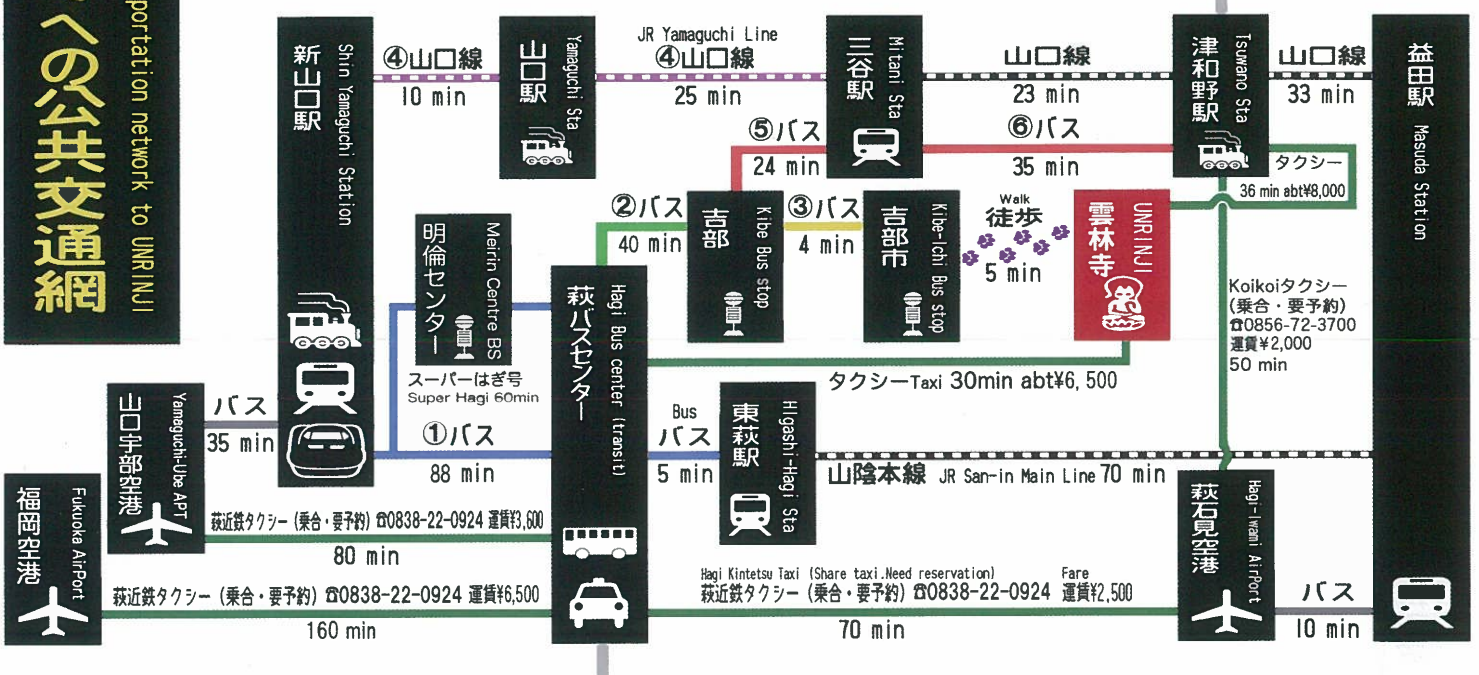 への公共交通網
portation network to UNRINJI
新山口駅
Shin Yamaguchi Station
④山口線
10 min
山口駅
Yamaguchi Sta
JR Yamaguchi Line
④山口線
25 min
三谷駅
Mitani Sta
山口線
23 min
津和野駅
Tsuwano Sta
山口線
33 min
益田駅
Masuda Station
⑤バス
24 min
⑥バス
35 min
タクシー
36 min abt¥8,000
②バス
40 min
吉部
Kibe Bus stop
③バス
4 min
吉部市
Kibe-Ichi Bus stop
Walk
徒歩
5 min
雲林寺
UNRINJI
明倫センター
Meirin Centre BS
スーパーはぎ号
Super Hagi 60min
萩バスセンター
Hagi Bus center (transit)
タクシーTaxi 30min abt¥6,500
Koikoiタクシー
(乗合・要予約)
☎0856-72-3700
運賃¥2,000
50 min
山口宇部空港
Yamaguchi-Ube APT
バス
35 min
①バス
88 min
Bus
バス
5 min
東萩駅
HIgashi-Hagi Sta
山陰本線 JR San-in Main Line 70 min
福岡空港
Fukuoka AirPort
萩近鉄タクシー (乗合・要予約) ☎0838-22-0924 運賃¥3,600
80 min
萩近鉄タクシー (乗合・要予約) ☎0838-22-0924 運賃¥6,500
160 min
Hagi Kintetsu Taxi (Share taxi.Need reservation) Fare
萩近鉄タクシー (乗合・要予約) ☎0838-22-0924 運賃¥2,500
70 min
萩石見空港
Hagi-Iwami AirPort
バス
10 min